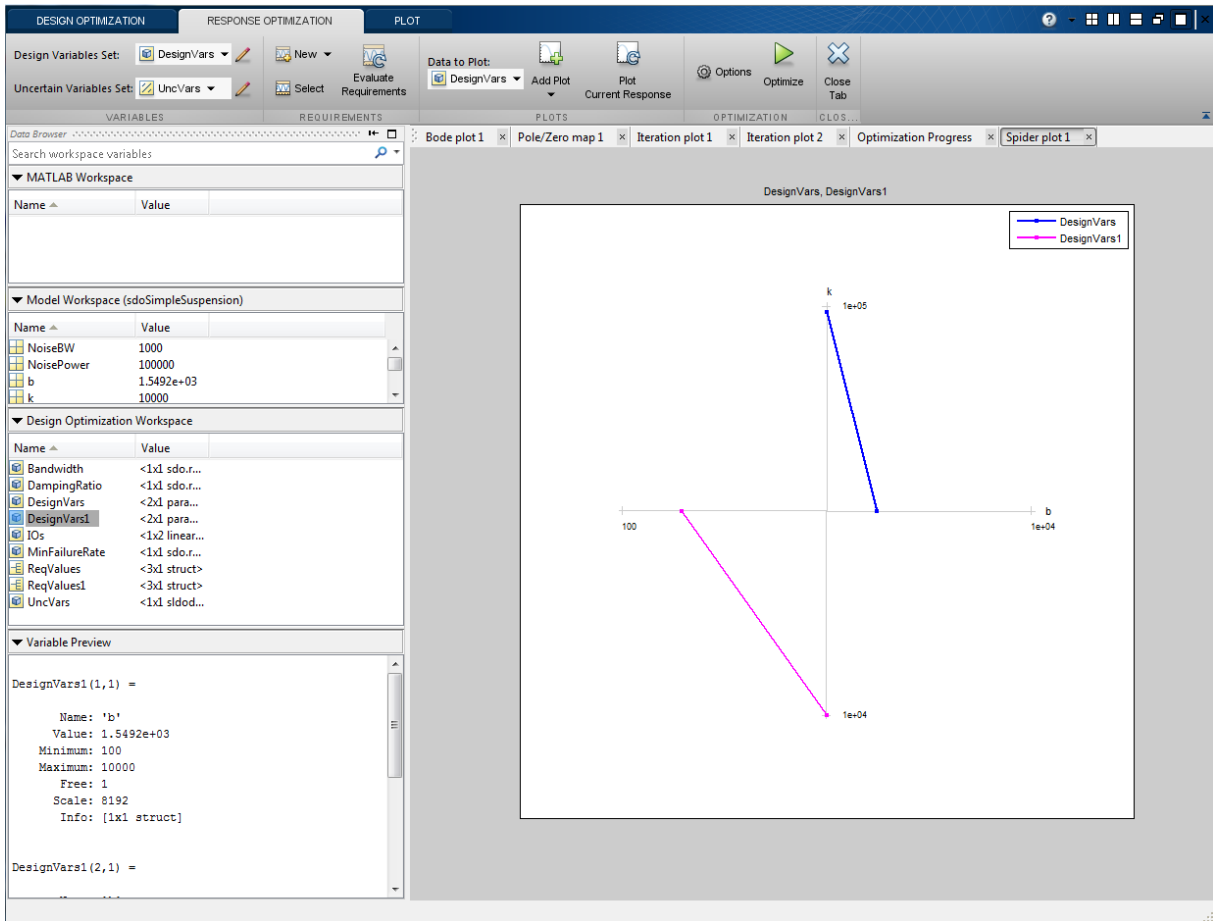 DESIGN OPTIMIZATION RESPONSE OPTIMIZATION PLOT
Design Variables Set: DesignVars New Data to Plot: DesignVars Add Plot Plot Current Response Options Optimize Close Tab
Uncertain Variables Set: UncVars Select Evaluate Requirements
VARIABLES REQUIREMENTS PLOTS OPTIMIZATION CLOS...
Data Browser
Search workspace variables
MATLAB Workspace
Name Value
Model Workspace (sdoSimpleSuspension)
Name Value
NoiseBW 1000
NoisePower 100000
b 1.5492e+03
k 10000
Design Optimization Workspace
Name Value
Bandwidth <1x1 sdo.r...
DampingRatio <1x1 sdo.r...
DesignVars <2x1 para...
DesignVars1 <2x1 para...
IOs <1x2 linear...
MinFailureRate <1x1 sdo.r...
ReqValues <3x1 struct>
ReqValues1 <3x1 struct>
UncVars <1x1 sldod...
Variable Preview
DesignVars1(1,1) =
Name: 'b'
Value: 1.5492e+03
Minimum: 100
Maximum: 10000
Free: 1
Scale: 8192
Info: [1x1 struct]
DesignVars1(2,1) =
Bode plot 1 Pole/Zero map 1 Iteration plot 1 Iteration plot 2 Optimization Progress Spider plot 1
DesignVars, DesignVars1
DesignVars
DesignVars1
k
1e+05
b
100
1e+04
1e+04